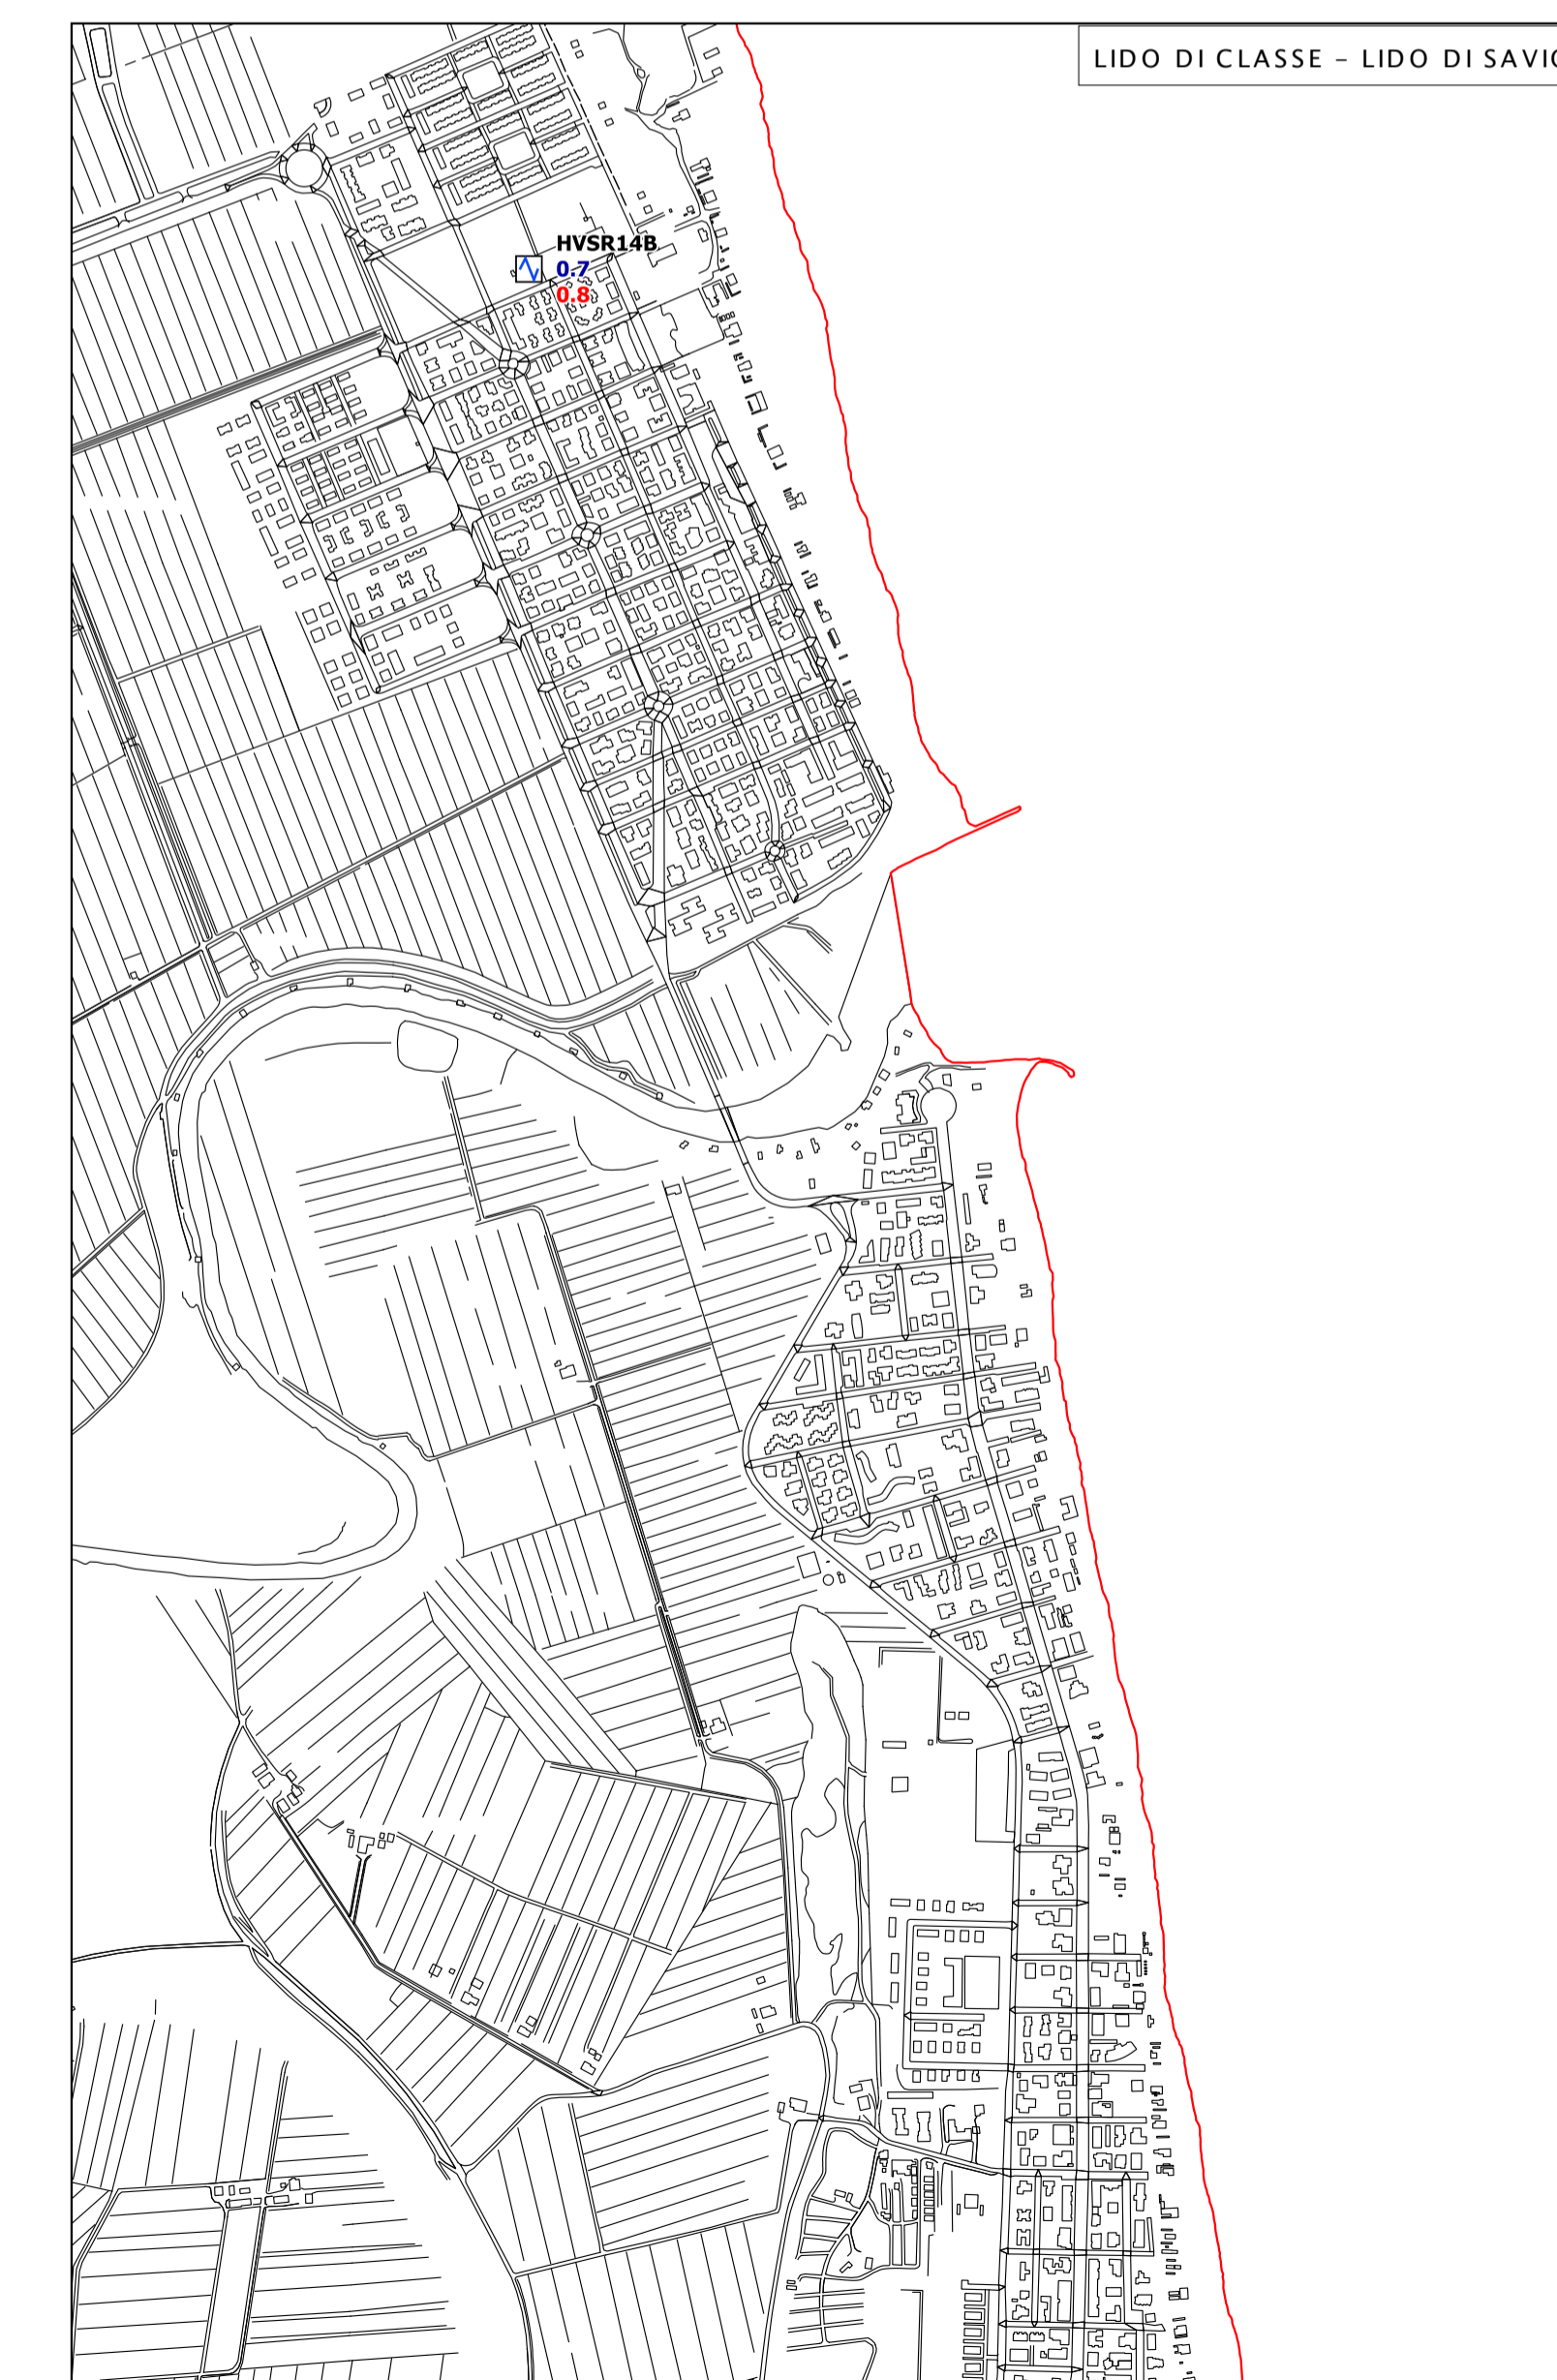 LIDO DI CLASSE – LIDO DI SAVIO
HVSR14B
0.7
0.8